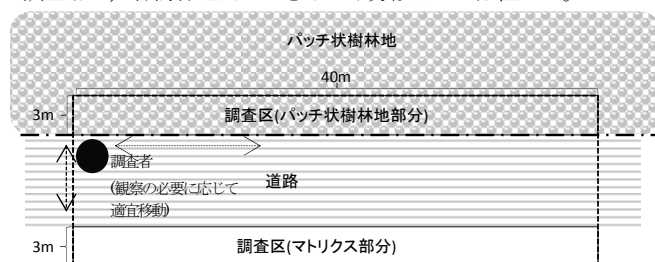 パッチ状樹林地
40m
3m
調査区(パッチ状樹林地部分)
調査者
(観察の必要に応じて
適宜移動)
道路
3m
調査区(マトリクス部分)